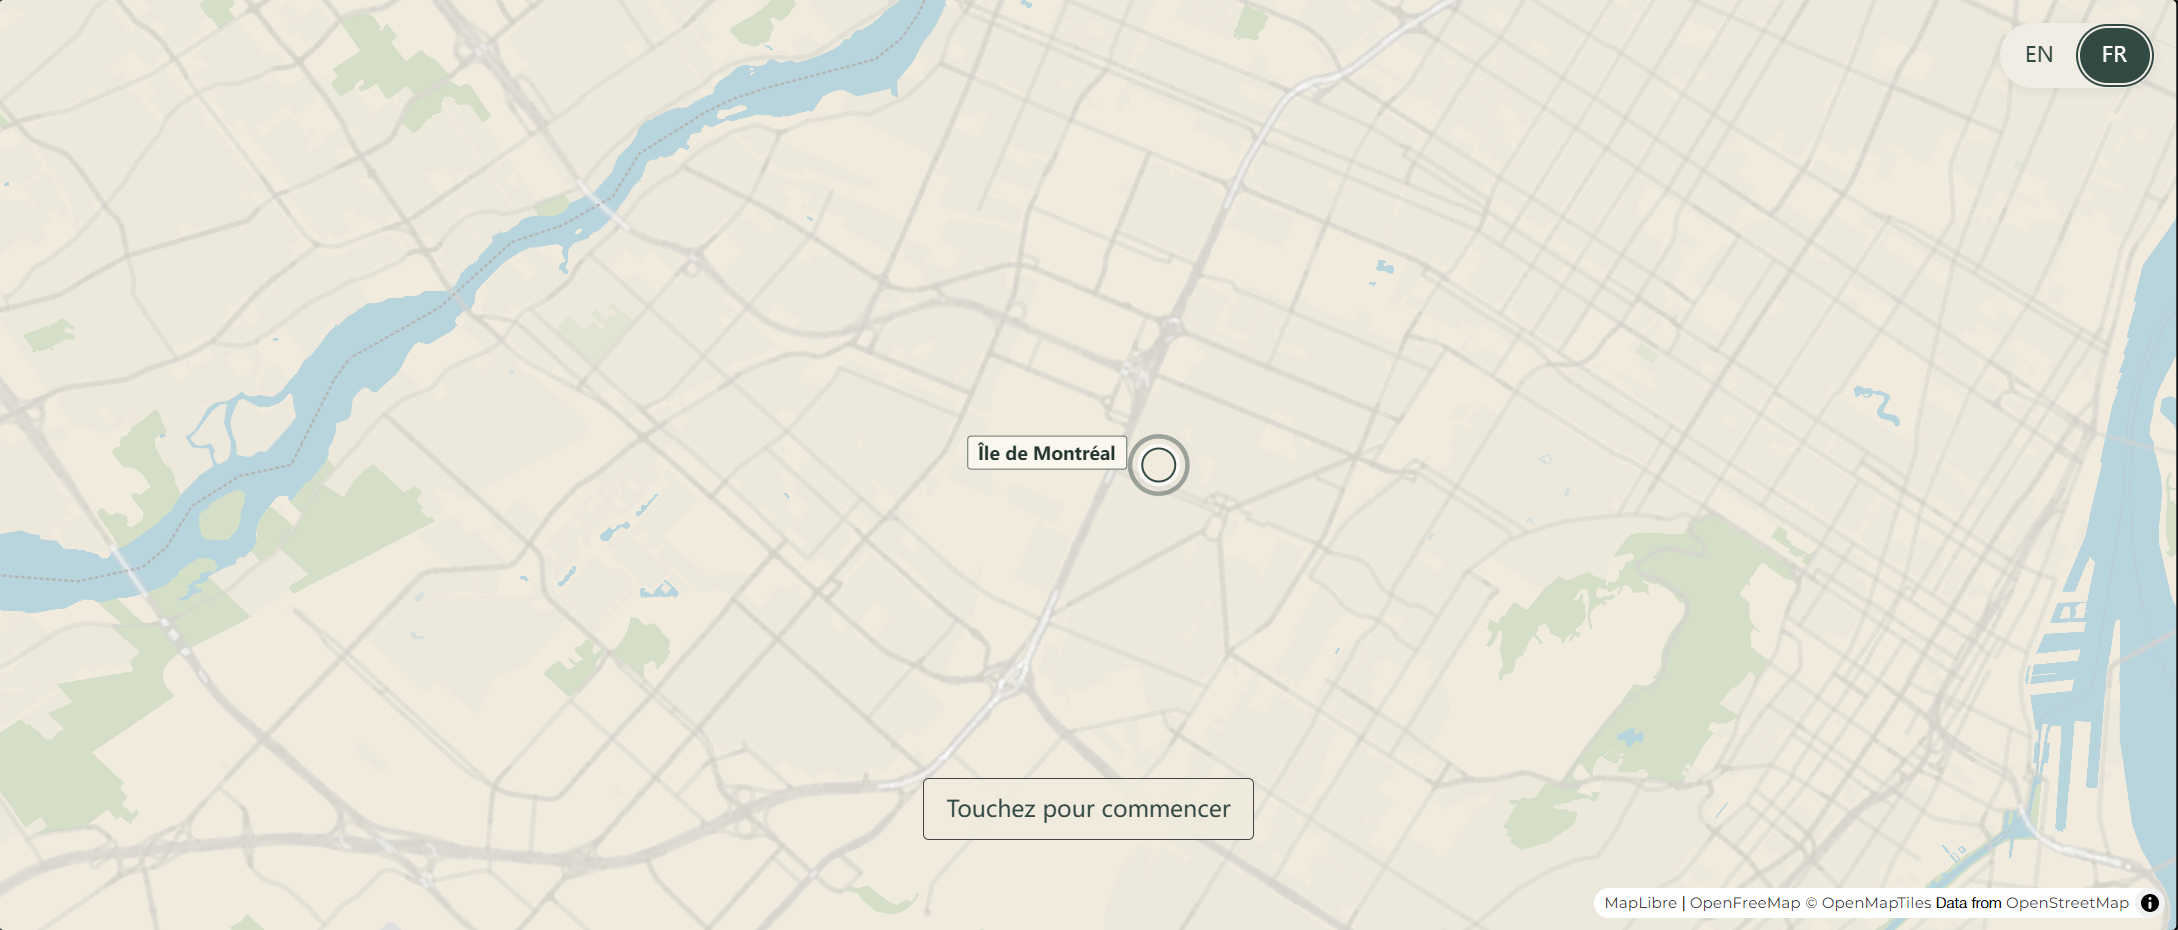 EN FR
Île de Montréal
Touchez pour commencer
MapLibre | OpenFreeMap © OpenMapTiles Data from OpenStreetMap